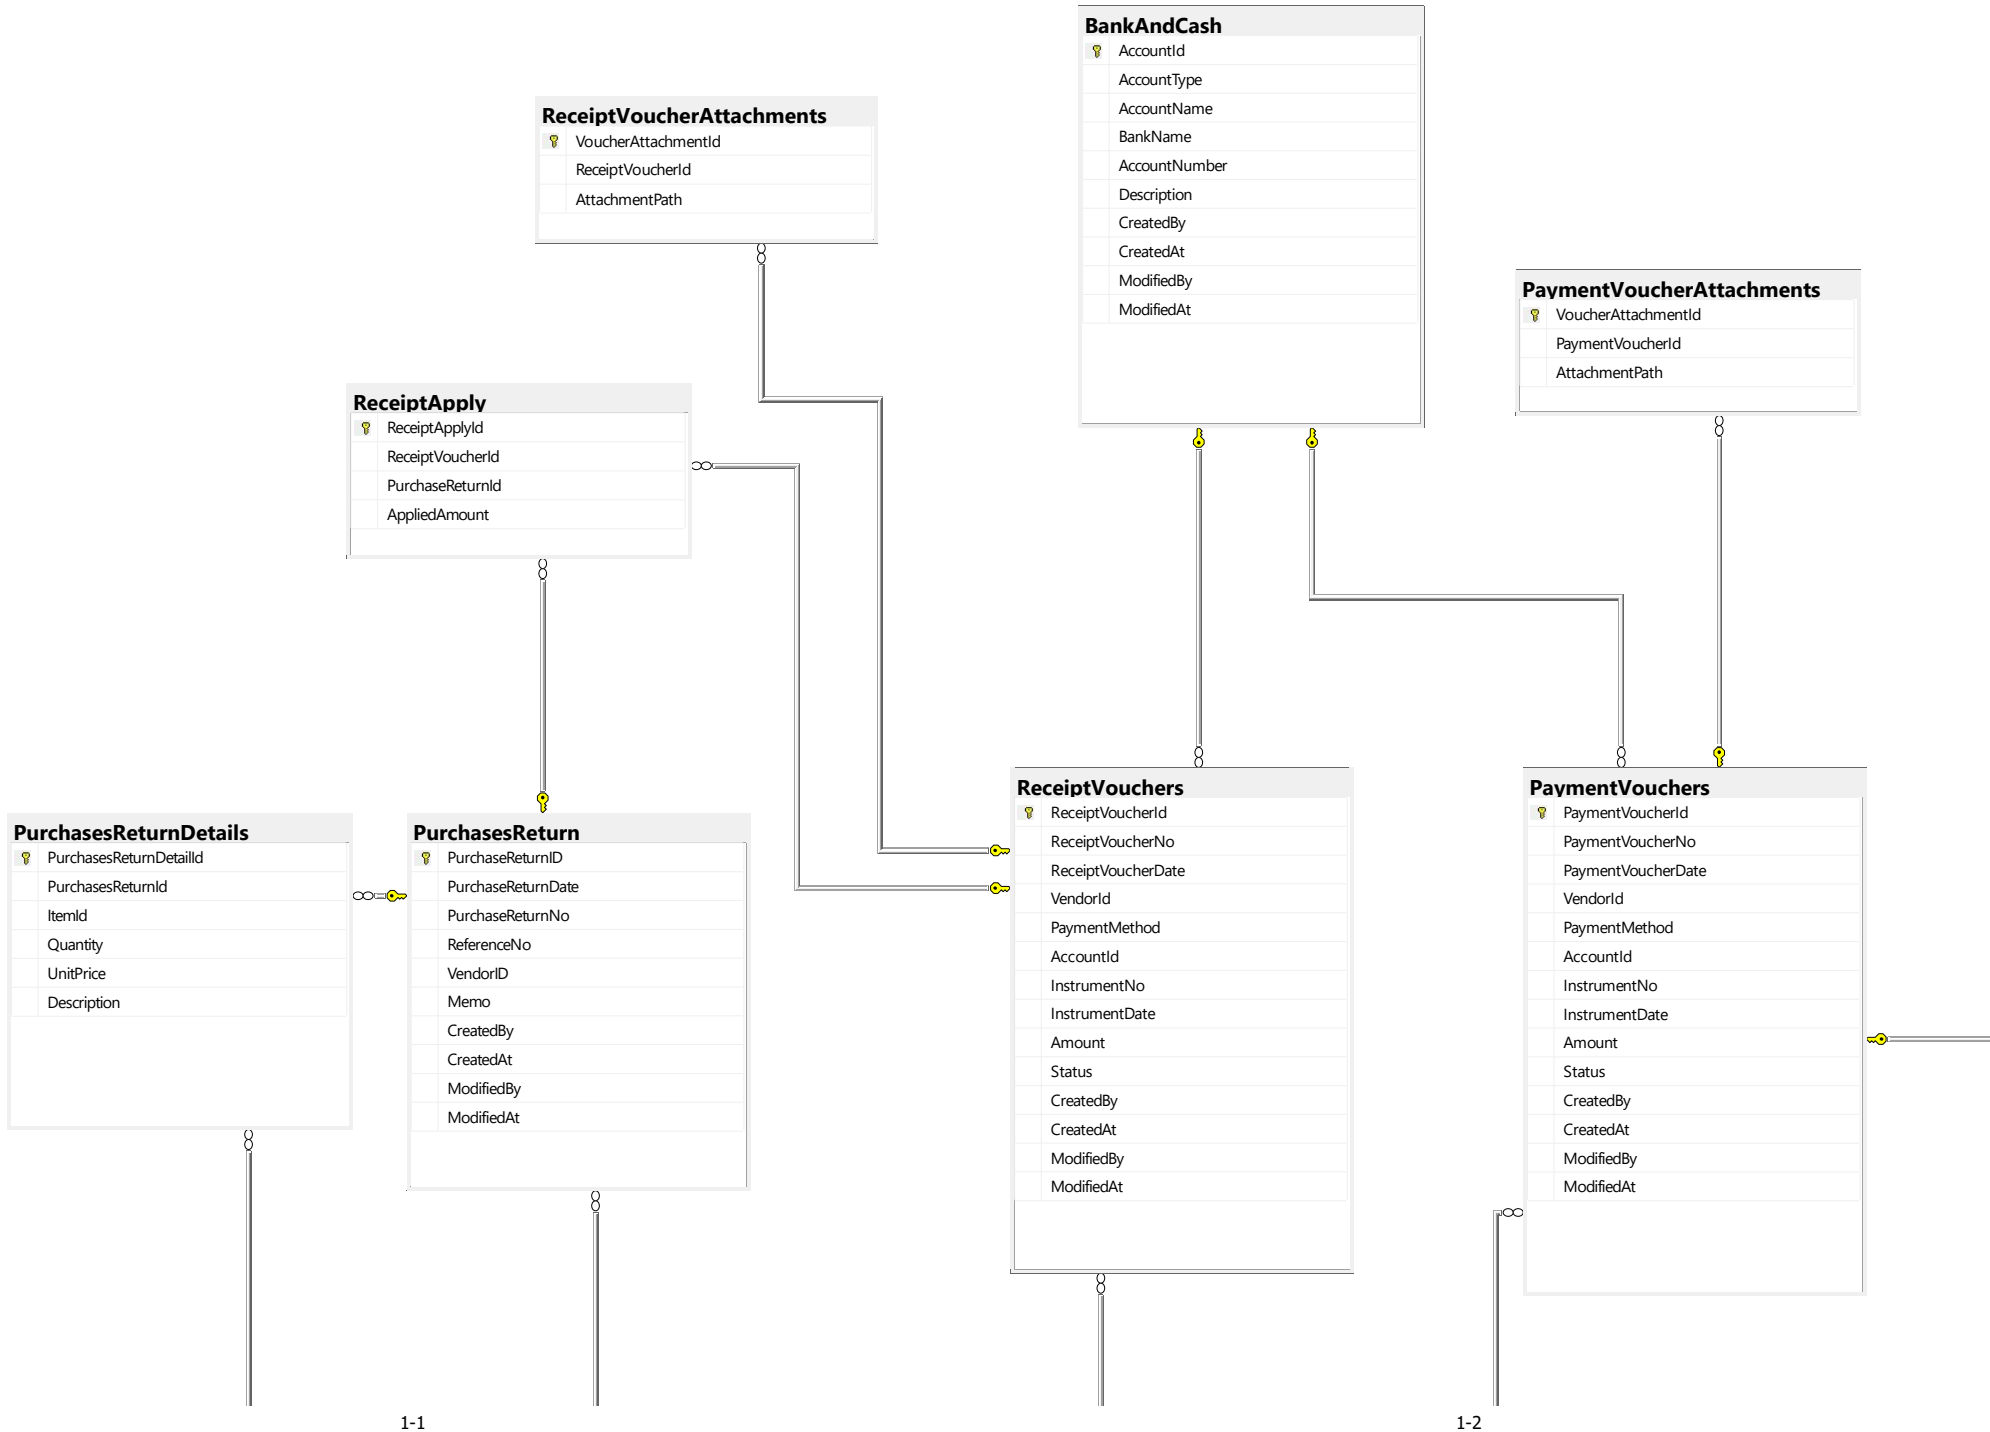 BankAndCash
AccountId
AccountType
AccountName
BankName
AccountNumber
Description
CreatedBy
CreatedAt
ModifiedBy
ModifiedAt
ReceiptVoucherAttachments
VoucherAttachmentId
ReceiptVoucherId
AttachmentPath
PaymentVoucherAttachments
VoucherAttachmentId
PaymentVoucherId
AttachmentPath
ReceiptApply
ReceiptApplyId
ReceiptVoucherId
PurchaseReturnId
AppliedAmount
PurchasesReturnDetails
PurchasesReturnDetailId
PurchasesReturnId
ItemId
Quantity
UnitPrice
Description
PurchasesReturn
PurchaseReturnID
PurchaseReturnDate
PurchaseReturnNo
ReferenceNo
VendorID
Memo
CreatedBy
CreatedAt
ModifiedBy
ModifiedAt
ReceiptVouchers
ReceiptVoucherId
ReceiptVoucherNo
ReceiptVoucherDate
VendorId
PaymentMethod
AccountId
InstrumentNo
InstrumentDate
Amount
Status
CreatedBy
CreatedAt
ModifiedBy
ModifiedAt
PaymentVouchers
PaymentVoucherId
PaymentVoucherNo
PaymentVoucherDate
VendorId
PaymentMethod
AccountId
InstrumentNo
InstrumentDate
Amount
Status
CreatedBy
CreatedAt
ModifiedBy
ModifiedAt
1-1
1-2